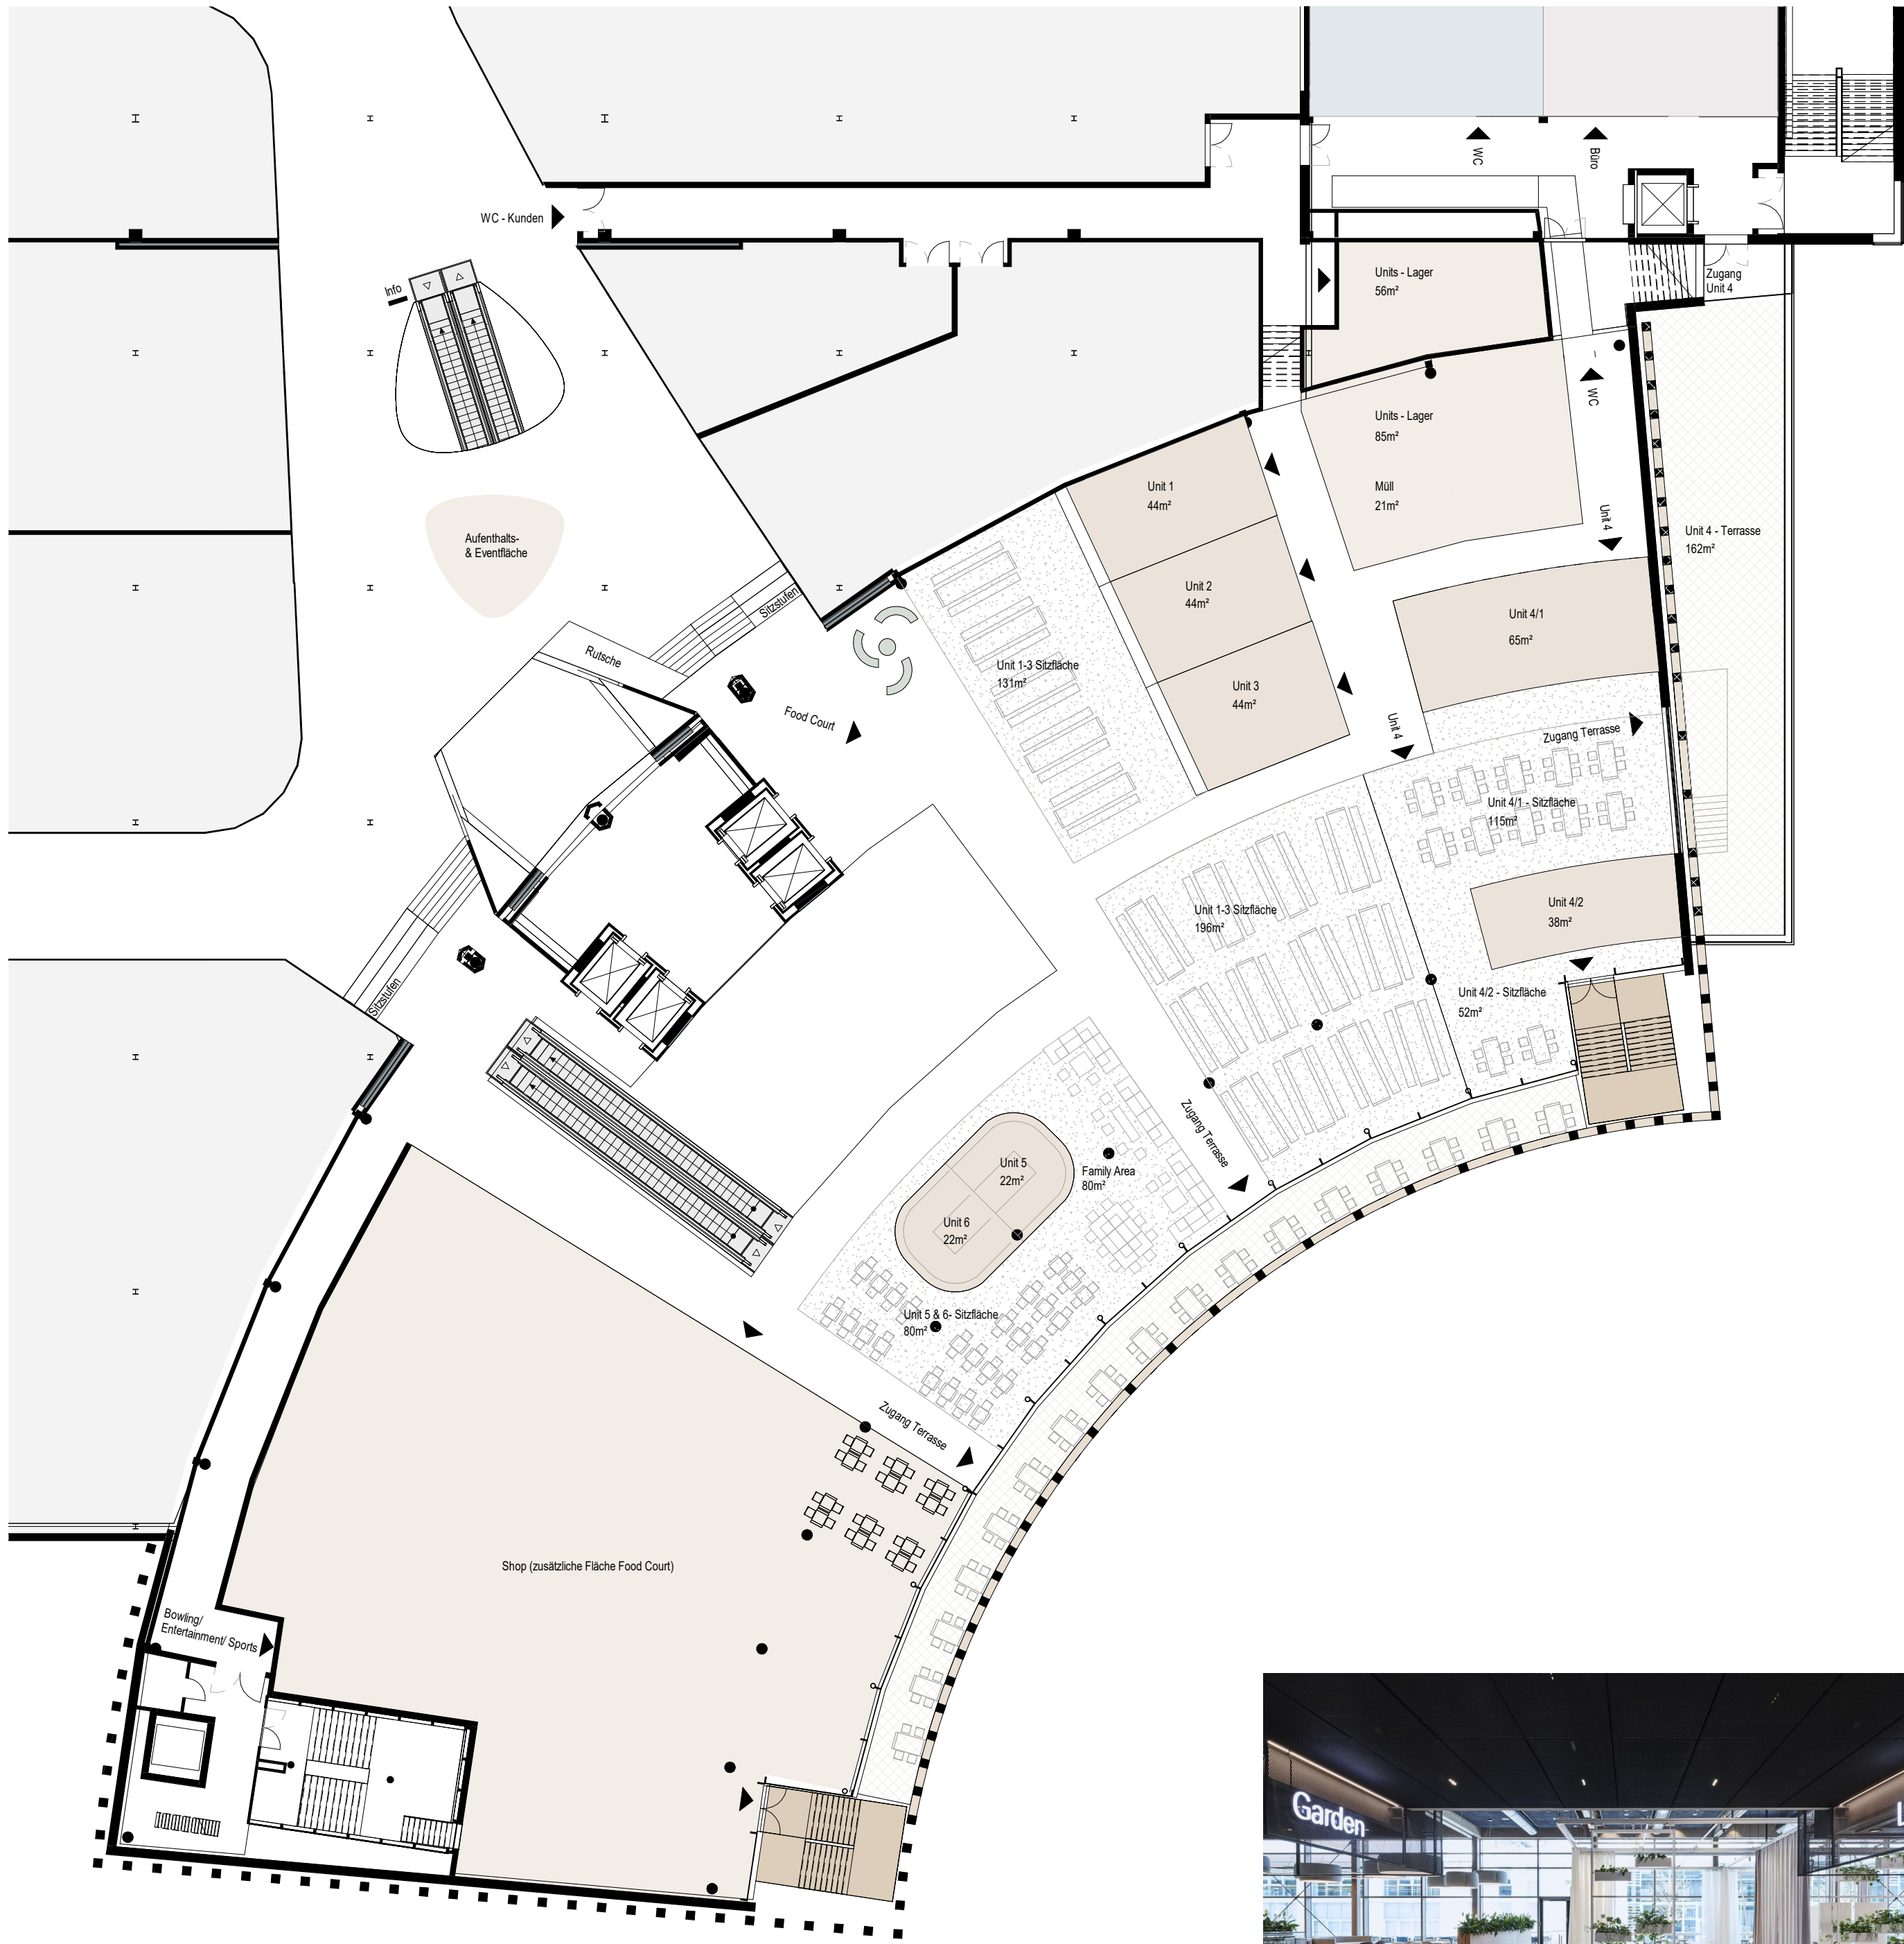 WC
Büro
WC - Kunden
Info
Units - Lager
56m²
Zugang
Unit 4
WC
Units - Lager
85m²
Müll
21m²
Unit 1
44m²
Unit 4
Unit 4 - Terrasse
162m²
Aufenthalts-
& Eventfläche
Sitzstufen
Unit 2
44m²
Unit 4/1
65m²
Rutsche
Unit 1-3 Sitzfläche
131m²
Unit 3
44m²
Food Court
Unit 4
Zugang Terrasse
Unit 4/1 - Sitzfläche
115m²
Unit 1-3 Sitzfläche
196m²
Unit 4/2
38m²
Sitzstufen
Unit 4/2 - Sitzfläche
52m²
Zugang Terrasse
Unit 5
22m²
Family Area
80m²
Unit 6
22m²
Unit 5 & 6- Sitzfläche
80m²
Zugang Terrasse
Shop (zusätzliche Fläche Food Court)
Bowling/
Entertainment/ Sports
Garden
L